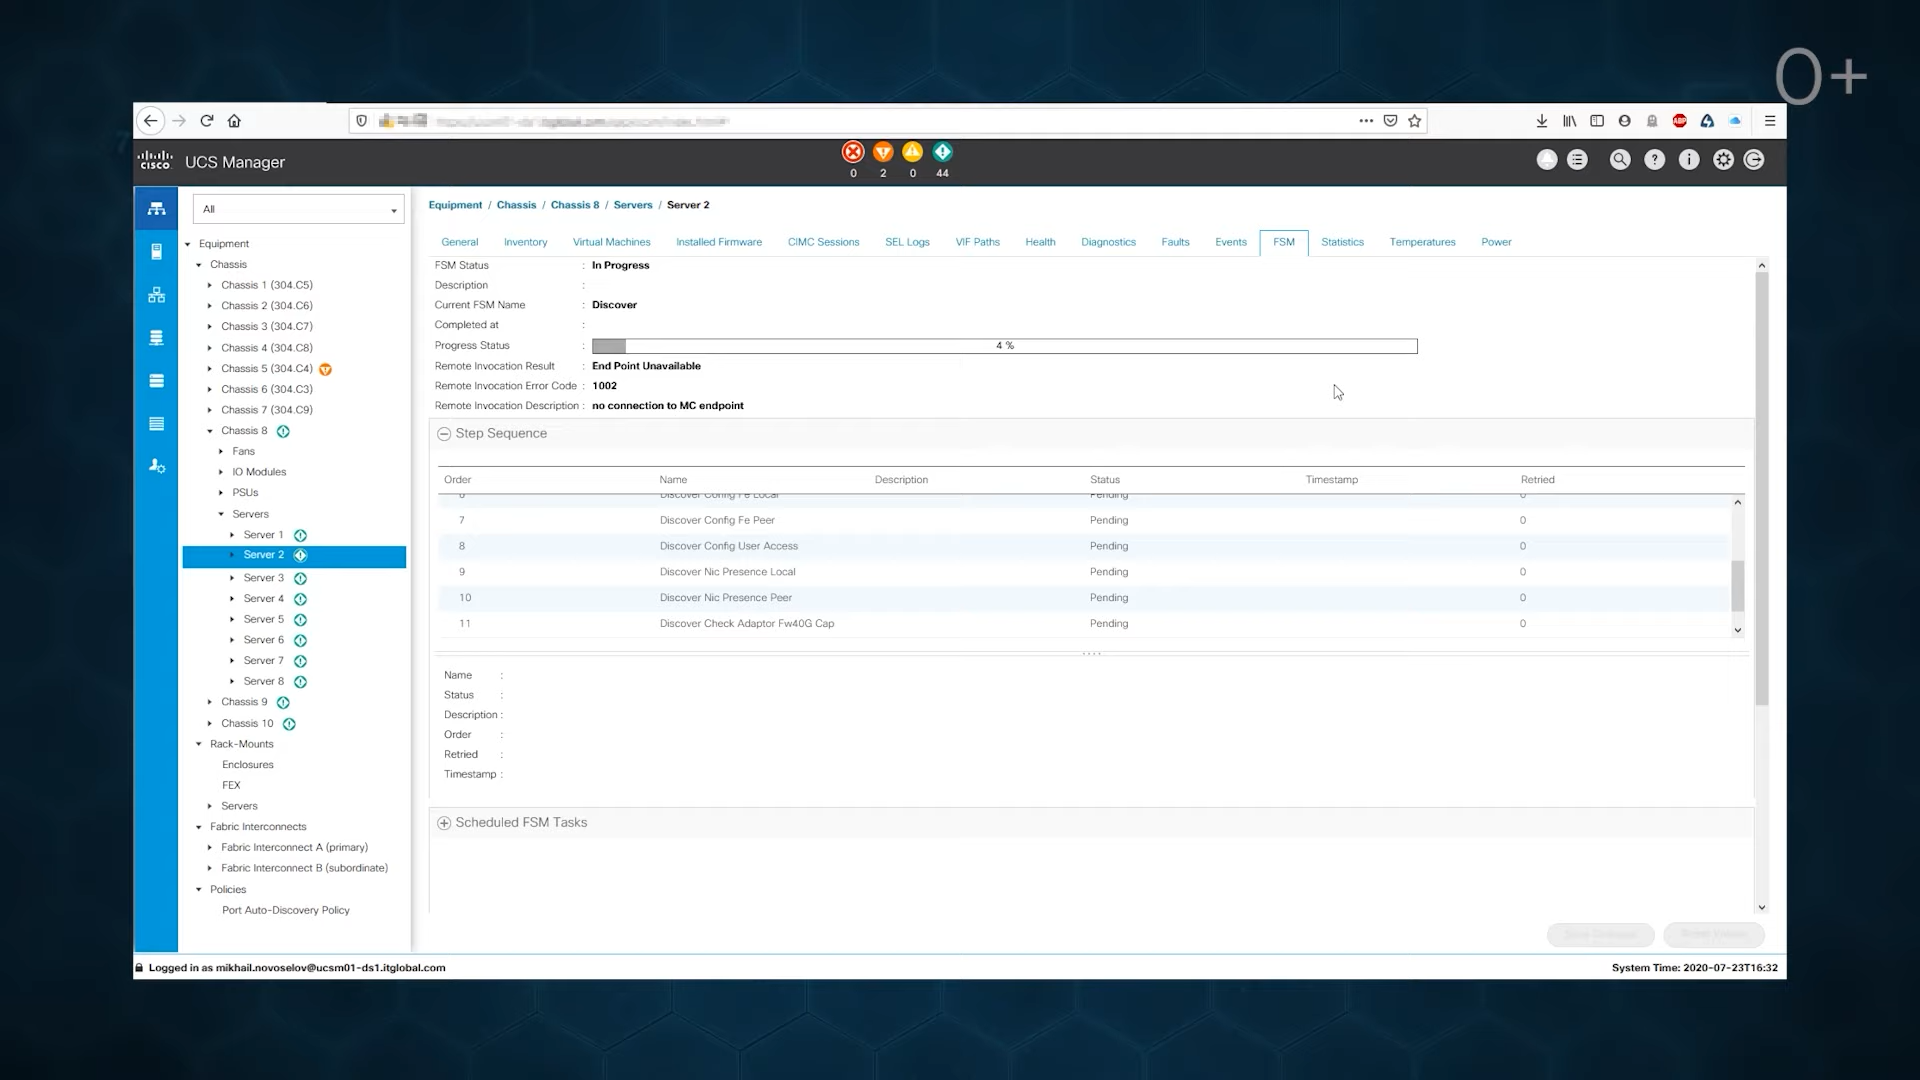 0+
CISCO UCS Manager
0 2 0 44
All
Equipment / Chassis / Chassis 8 / Servers / Server 2
General Inventory Virtual Machines Installed Firmware CIMC Sessions SEL Logs VIF Paths Health Diagnostics Faults Events FSM Statistics Temperatures Power
Equipment
Chassis
Chassis 1 (304.C5)
Chassis 2 (304.C6)
Chassis 3 (304.C7)
Chassis 4 (304.C8)
Chassis 5 (304.C4)
Chassis 6 (304.C3)
Chassis 7 (304.C9)
Chassis 8
Fans
IO Modules
PSUs
Servers
Server 1
Server 2
Server 3
Server 4
Server 5
Server 6
Server 7
Server 8
Chassis 9
Chassis 10
Rack-Mounts
Enclosures
FEX
Servers
Fabric Interconnects
Fabric Interconnect A (primary)
Fabric Interconnect B (subordinate)
Policies
Port Auto-Discovery Policy
FSM Status : In Progress
Description :
Current FSM Name : Discover
Completed at :
Progress Status : 4 %
Remote Invocation Result : End Point Unavailable
Remote Invocation Error Code : 1002
Remote Invocation Description : no connection to MC endpoint
Step Sequence
Order Name Description Status Timestamp Retried
6 Discover Config Fe Local Pending 0
7 Discover Config Fe Peer Pending 0
8 Discover Config User Access Pending 0
9 Discover Nic Presence Local Pending 0
10 Discover Nic Presence Peer Pending 0
11 Discover Check Adaptor Fw40G Cap Pending 0
Name :
Status :
Description :
Order :
Retried :
Timestamp :
Scheduled FSM Tasks
Logged in as mikhail.novoselov@ucsm01-ds1.itglobal.com
System Time: 2020-07-23T16:32